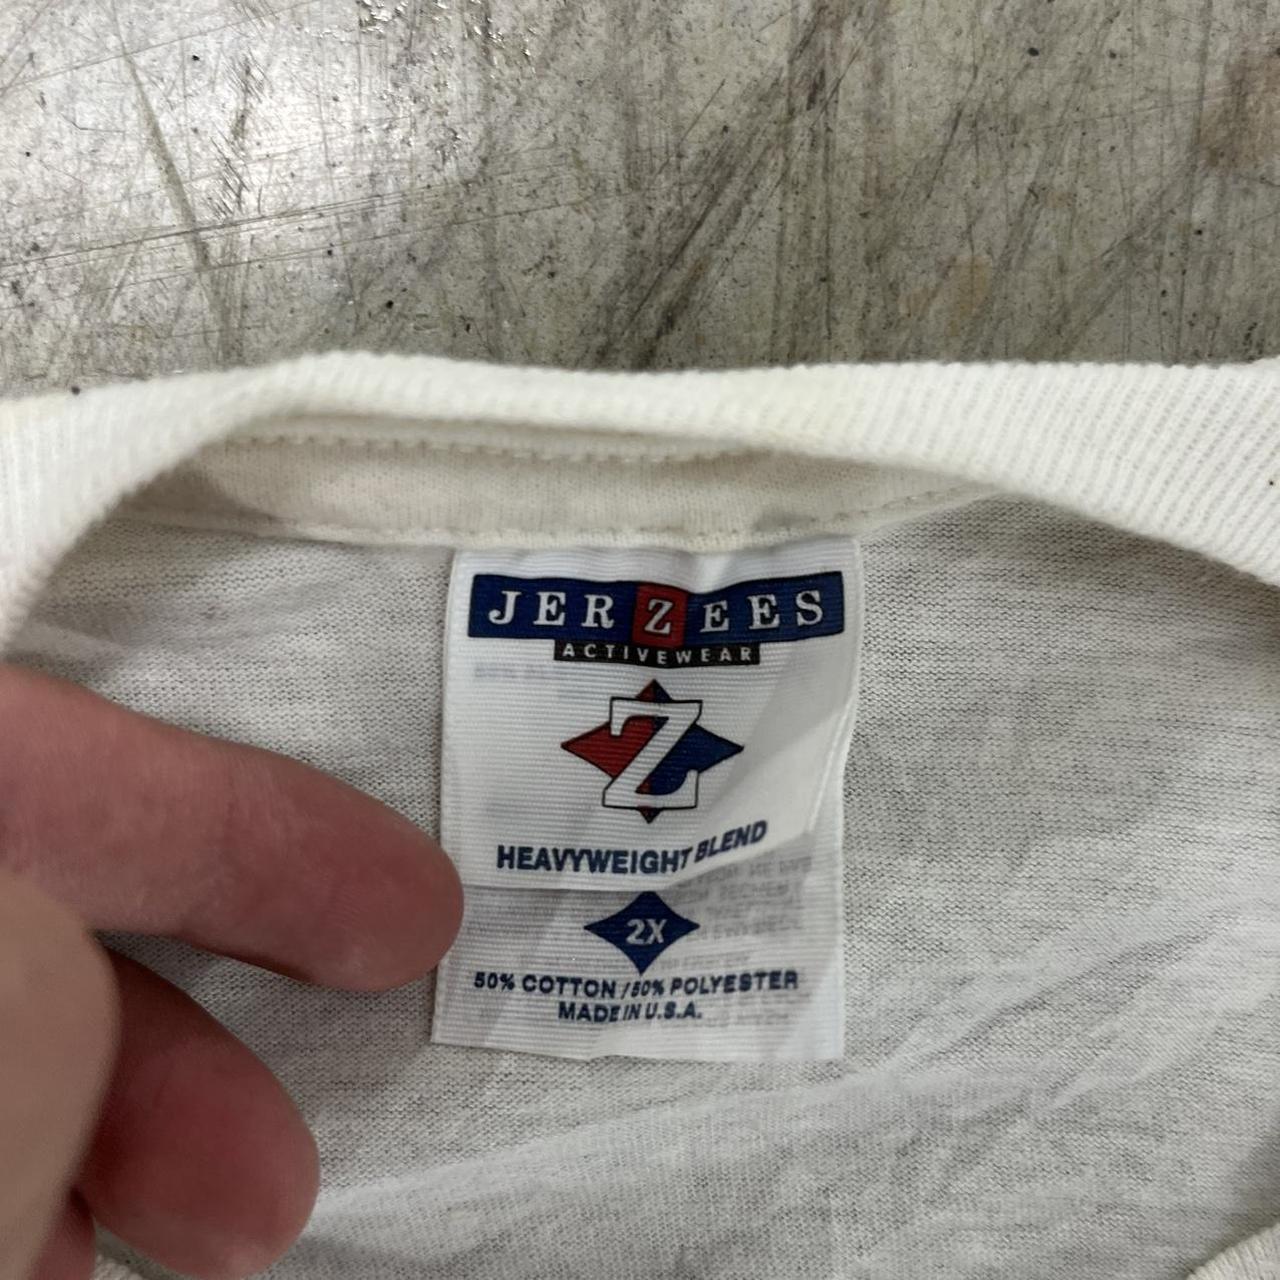 JERZEES
ACTIVEWEAR
Z
HEAVYWEIGHT BLEND
2X
50% COTTON / 50% POLYESTER
MADE IN U.S.A.